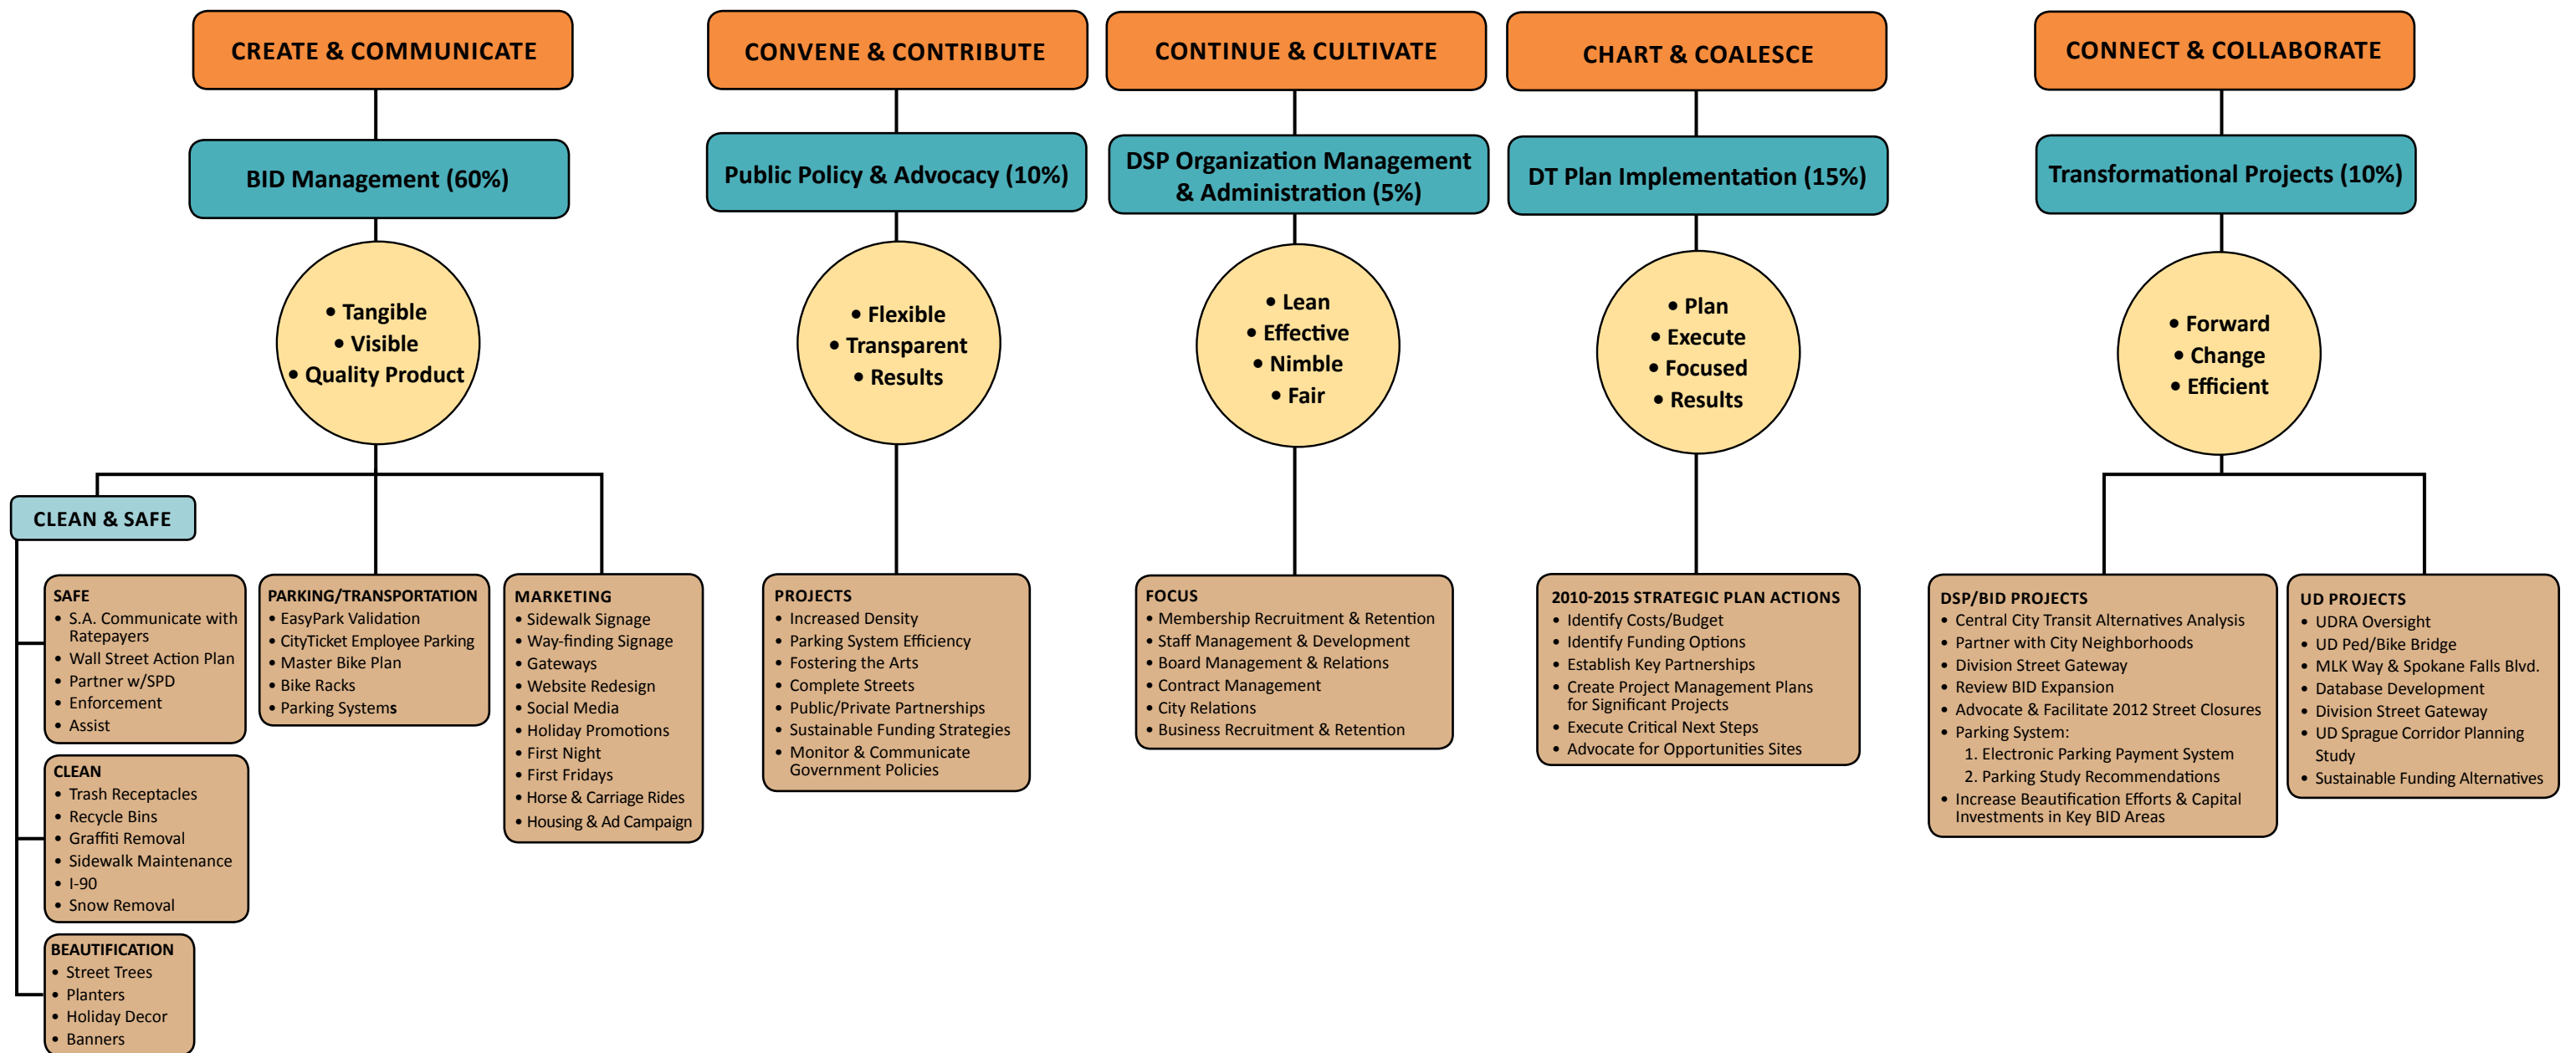 CREATE & COMMUNICATE
BID Management (60%)
• Tangible
• Visible
• Quality Product
CLEAN & SAFE
SAFE
• S.A. Communicate with
Ratepayers
• Wall Street Action Plan
• Partner w/SPD
• Enforcement
• Assist
CLEAN
• Trash Receptacles
• Recycle Bins
• Graffiti Removal
• Sidewalk Maintenance
• I-90
• Snow Removal
BEAUTIFICATION
• Street Trees
• Planters
• Holiday Decor
• Banners
PARKING/TRANSPORTATION
• EasyPark Validation
• CityTicket Employee Parking
• Master Bike Plan
• Bike Racks
• Parking Systems
MARKETING
• Sidewalk Signage
• Way-finding Signage
• Gateways
• Website Redesign
• Social Media
• Holiday Promotions
• First Night
• First Fridays
• Horse & Carriage Rides
• Housing & Ad Campaign
CONVENE & CONTRIBUTE
Public Policy & Advocacy (10%)
• Flexible
• Transparent
• Results
PROJECTS
• Increased Density
• Parking System Efficiency
• Fostering the Arts
• Complete Streets
• Public/Private Partnerships
• Sustainable Funding Strategies
• Monitor & Communicate
Government Policies
CONTINUE & CULTIVATE
DSP Organization Management
& Administration (5%)
• Lean
• Effective
• Nimble
• Fair
FOCUS
• Membership Recruitment & Retention
• Staff Management & Development
• Board Management & Relations
• Contract Management
• City Relations
• Business Recruitment & Retention
CHART & COALESCE
DT Plan Implementation (15%)
• Plan
• Execute
• Focused
• Results
2010-2015 STRATEGIC PLAN ACTIONS
• Identify Costs/Budget
• Identify Funding Options
• Establish Key Partnerships
• Create Project Management Plans
for Significant Projects
• Execute Critical Next Steps
• Advocate for Opportunities Sites
CONNECT & COLLABORATE
Transformational Projects (10%)
• Forward
• Change
• Efficient
DSP/BID PROJECTS
• Central City Transit Alternatives Analysis
• Partner with City Neighborhoods
• Division Street Gateway
• Review BID Expansion
• Advocate & Facilitate 2012 Street Closures
• Parking System:
1. Electronic Parking Payment System
2. Parking Study Recommendations
• Increase Beautification Efforts & Capital
Investments in Key BID Areas
UD PROJECTS
• UDRA Oversight
• UD Ped/Bike Bridge
• MLK Way & Spokane Falls Blvd.
• Database Development
• Division Street Gateway
• UD Sprague Corridor Planning
Study
• Sustainable Funding Alternatives